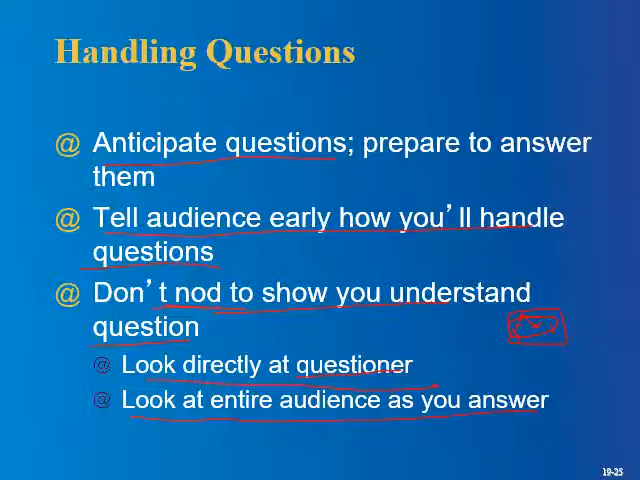 Handling Questions
@ Anticipate questions; prepare to answer
them
@ Tell audience early how you’ll handle
questions
@ Don’t nod to show you understand
question
@ Look directly at questioner
@ Look at entire audience as you answer
19-25